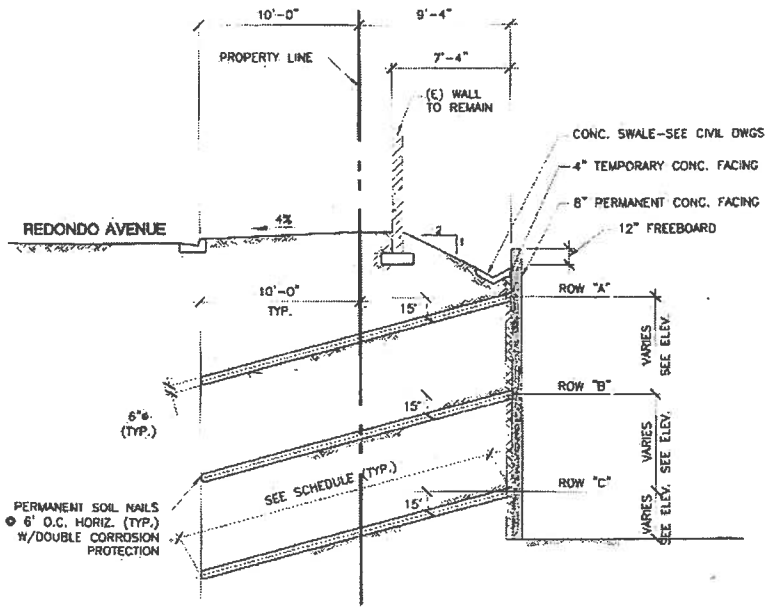 10'-0"
9'-4"
PROPERTY LINE
7'-4"
(E) WALL
TO REMAIN
CONC. SWALE-SEE CIVIL DWGS
4" TEMPORARY CONC. FACING
8" PERMANENT CONC. FACING
12" FREEBOARD
REDONDO AVENUE
4%
2
1
10'-0"
TYP.
15°
ROW "A"
VARIES
SEE ELEV.
6"ø
(TYP.)
15°
ROW "B"
VARIES
SEE ELEV.
SEE SCHEDULE (TYP.)
15°
ROW "C"
VARIES
SEE ELEV.
PERMANENT SOIL NAILS
@ 6' O.C. HORIZ. (TYP.)
W/DOUBLE CORROSION
PROTECTION